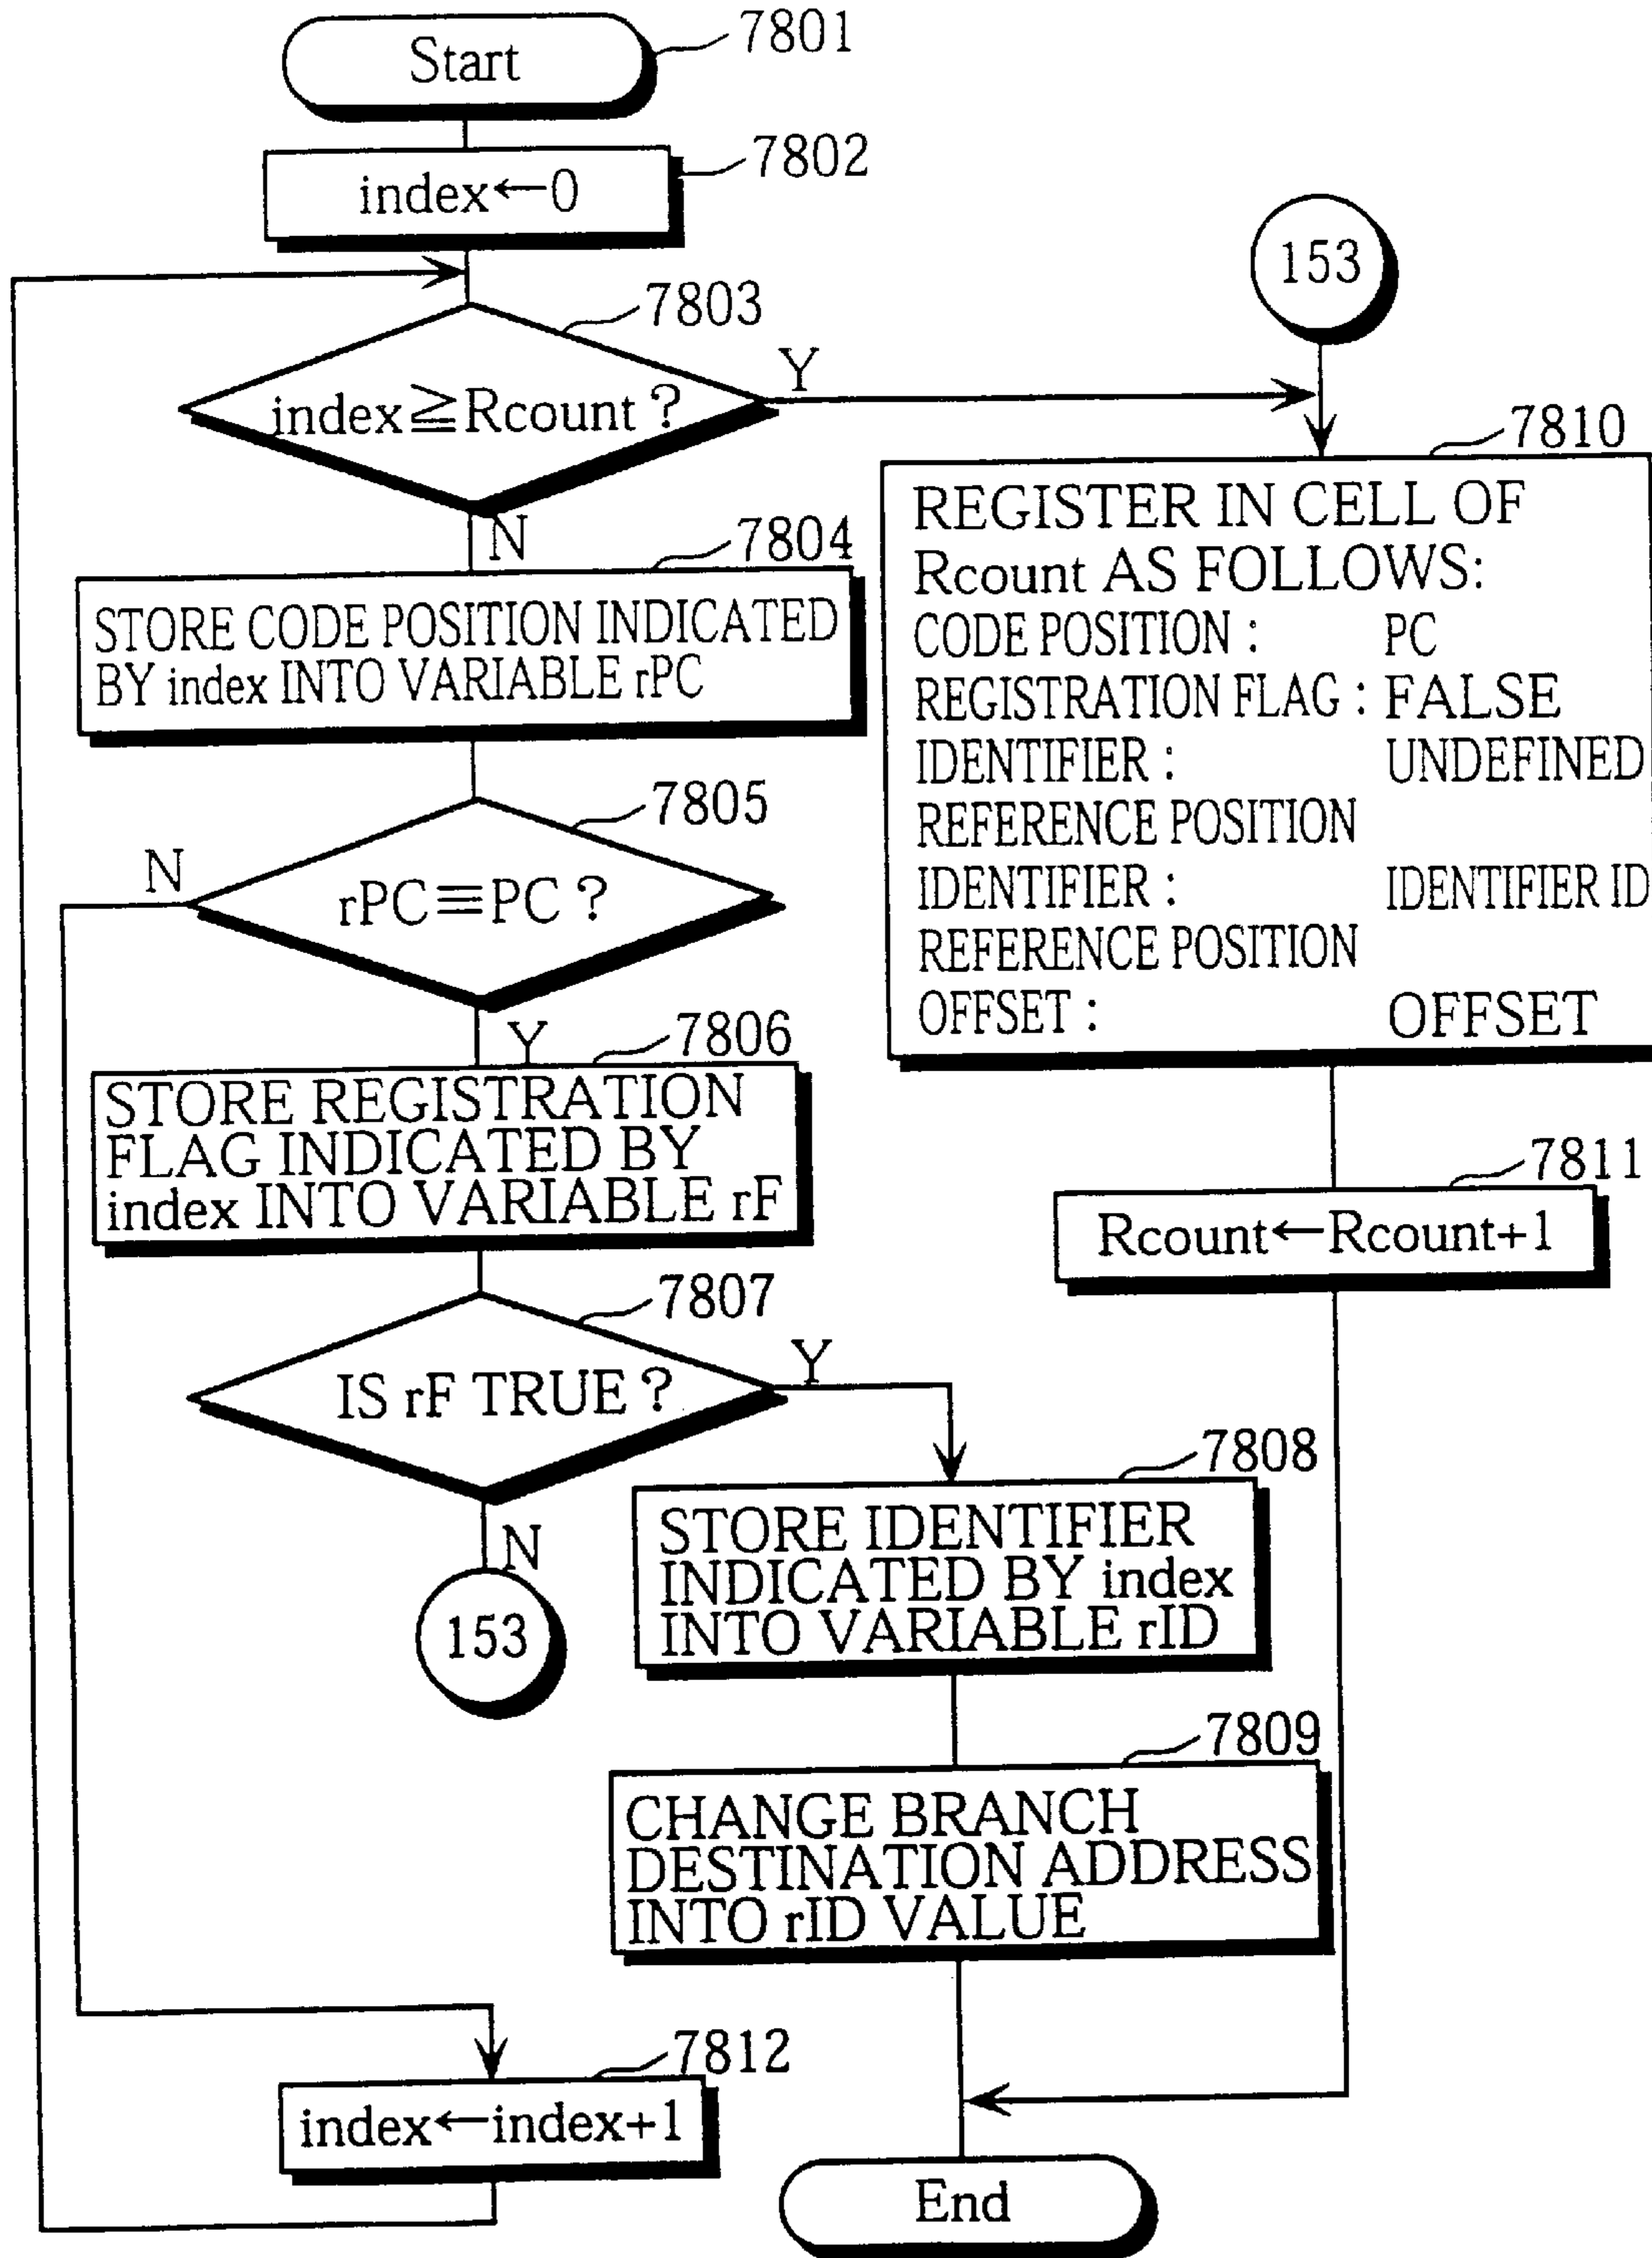 Start
7801
index←0
7802
153
7803
index≧Rcount ?
Y
N
7804
STORE CODE POSITION INDICATED
BY index INTO VARIABLE rPC
7805
rPC≡PC ?
N
Y
7806
STORE REGISTRATION
FLAG INDICATED BY
index INTO VARIABLE rF
7807
IS rF TRUE ?
Y
N
153
7808
STORE IDENTIFIER
INDICATED BY index
INTO VARIABLE rID
7809
CHANGE BRANCH
DESTINATION ADDRESS
INTO rID VALUE
7810
REGISTER IN CELL OF
Rcount AS FOLLOWS:
CODE POSITION : PC
REGISTRATION FLAG : FALSE
IDENTIFIER : UNDEFINED
REFERENCE POSITION
IDENTIFIER : IDENTIFIER ID
REFERENCE POSITION
OFFSET : OFFSET
7811
Rcount←Rcount+1
7812
index←index+1
End